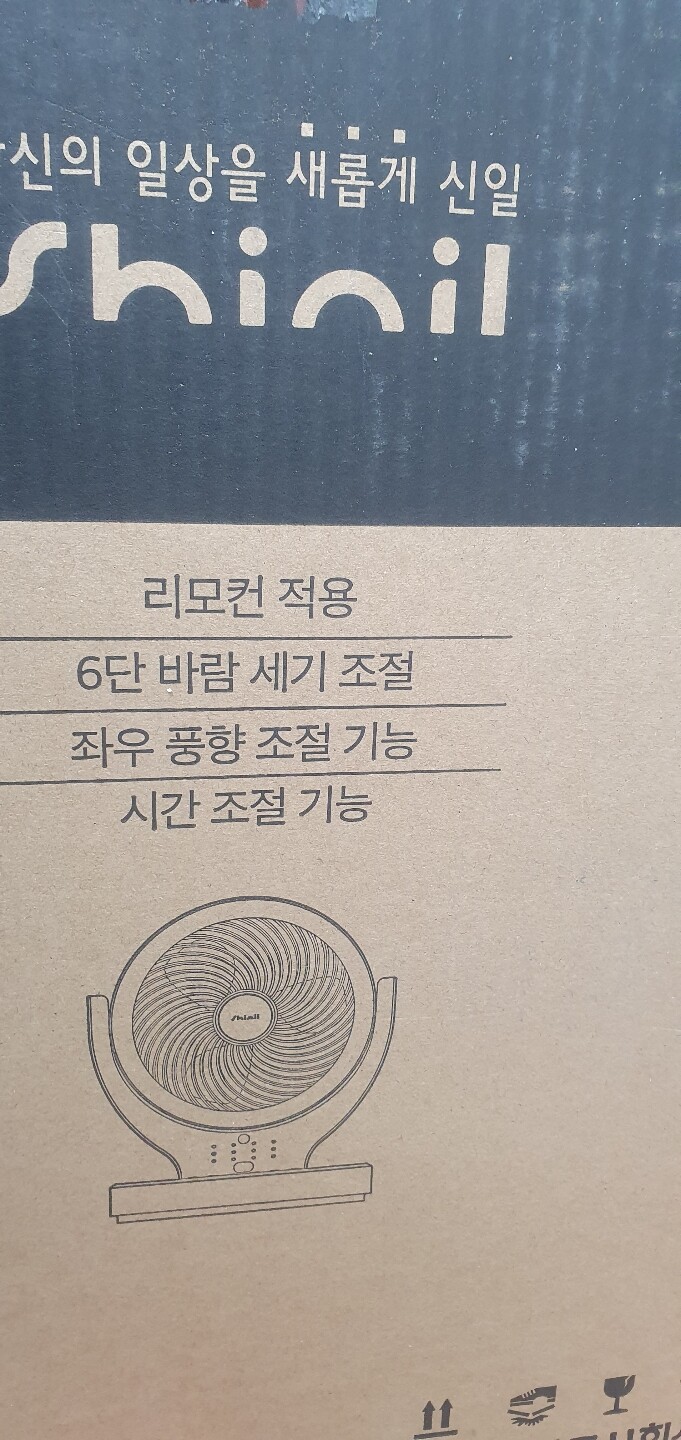 당신의 일상을 새롭게 신일
Shinil
리모컨 적용
6단 바람 세기 조절
좌우 풍향 조절 기능
시간 조절 기능
Shinil